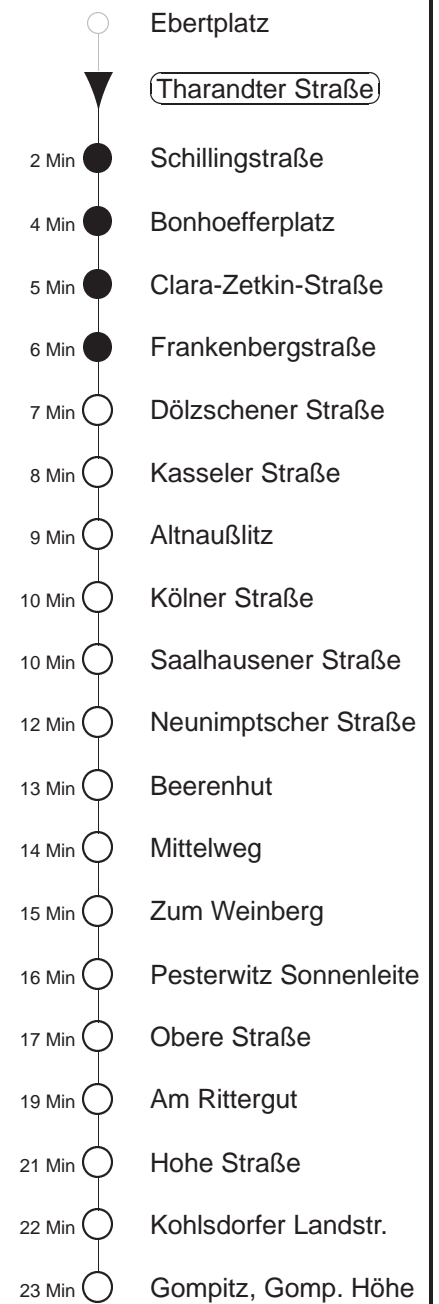 Ebertplatz
Tharandter Straße
2 Min Schillingstraße
4 Min Bonhoefferplatz
5 Min Clara-Zetkin-Straße
6 Min Frankenbergstraße
7 Min Dölzschener Straße
8 Min Kasseler Straße
9 Min Altnaußlitz
10 Min Kölner Straße
10 Min Saalhausener Straße
12 Min Neunimptscher Straße
13 Min Beerenhut
14 Min Mittelweg
15 Min Zum Weinberg
16 Min Pesterwitz Sonnenleite
17 Min Obere Straße
19 Min Am Rittergut
21 Min Hohe Straße
22 Min Kohlsdorfer Landstr.
23 Min Gompitz, Gomp. Höhe